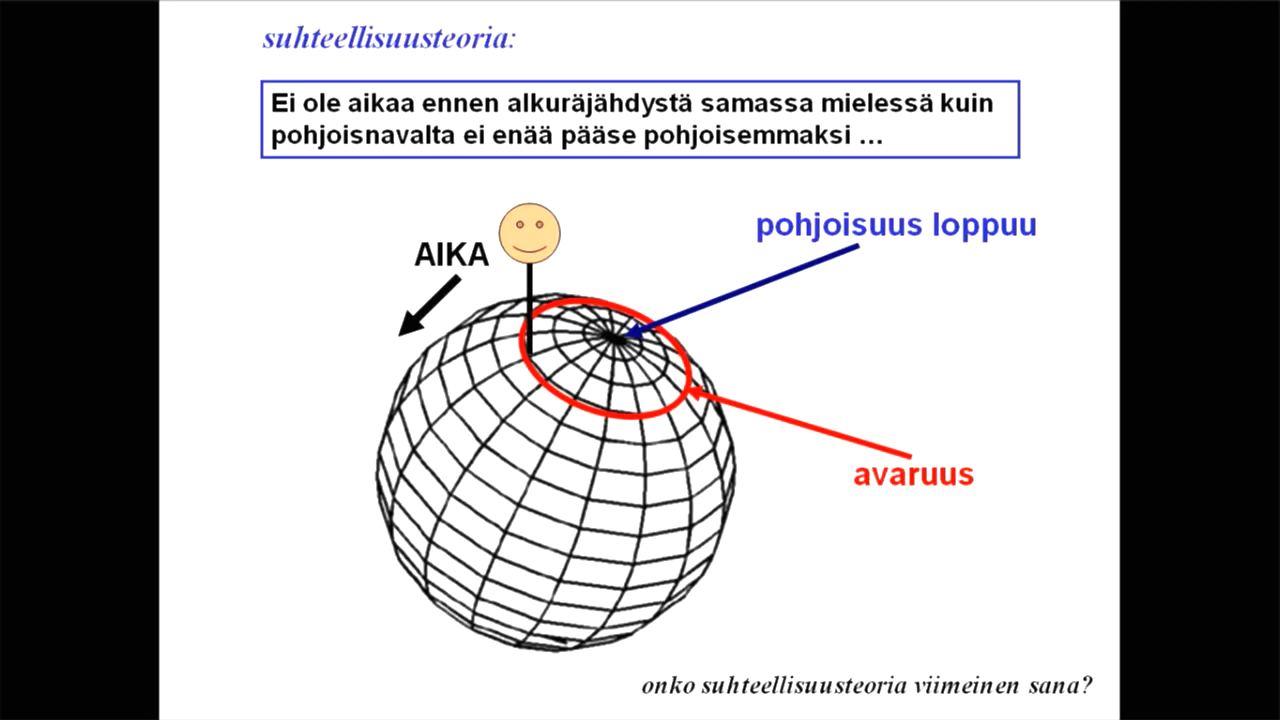 suhteellisuusteoria:
Ei ole aikaa ennen alkuräjähdystä samassa mielessä kuin
pohjoisnavalta ei enää pääse pohjoisemmaksi …
pohjoisuus loppuu
AIKA
avaruus
onko suhteellisuusteoria viimeinen sana?